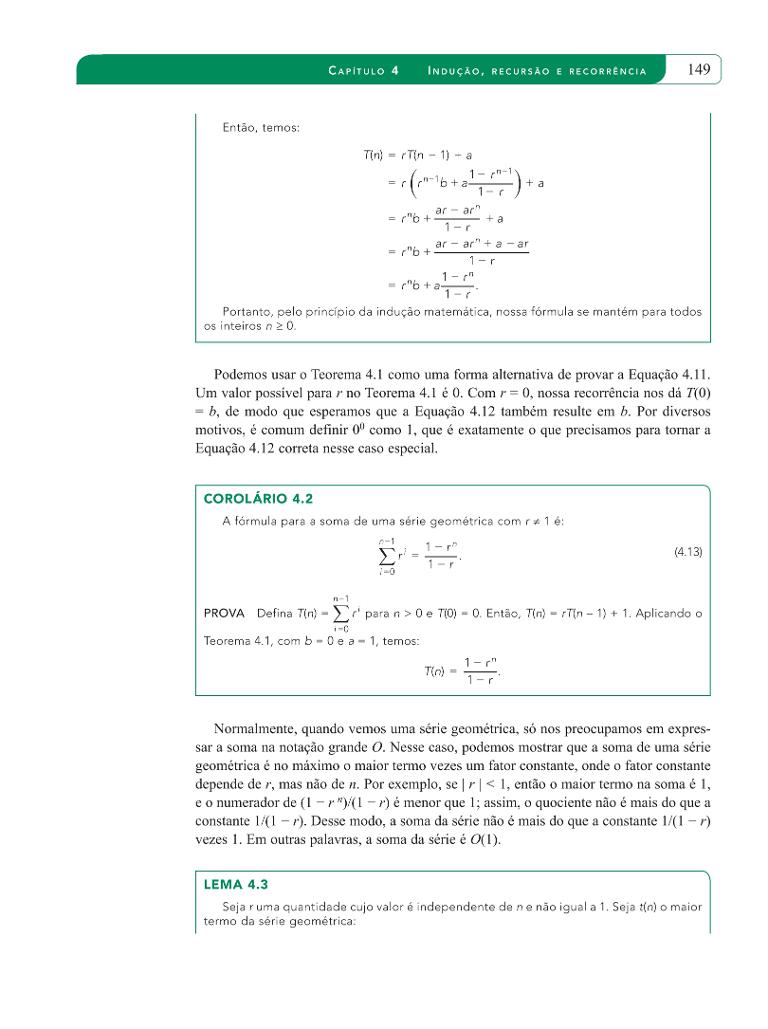 CAPÍTULO 4 INDUÇÃO, RECURSÃO E RECORRÊNCIA 149
Então, temos:
T(n) = rT(n − 1) + a
= r (r^{n−1}b + a \frac{1 − r^{n−1}}{1 − r}) + a
= r^n b + \frac{ar − ar^n}{1 − r} + a
= r^n b + \frac{ar − ar^n + a − ar}{1 − r}
= r^n b + a \frac{1 − r^n}{1 − r}.
Portanto, pelo princípio da indução matemática, nossa fórmula se mantém para todos
os inteiros n ≥ 0.
Podemos usar o Teorema 4.1 como uma forma alternativa de provar a Equação 4.11.
Um valor possível para r no Teorema 4.1 é 0. Com r = 0, nossa recorrência nos dá T(0)
= b, de modo que esperamos que a Equação 4.12 também resulte em b. Por diversos
motivos, é comum definir 0⁰ como 1, que é exatamente o que precisamos para tornar a
Equação 4.12 correta nesse caso especial.
COROLÁRIO 4.2
A fórmula para a soma de uma série geométrica com r ≠ 1 é:
\sum_{i=0}^{n−1} r^i = \frac{1 − r^n}{1 − r}. (4.13)
PROVA Defina T(n) = \sum_{i=0}^{n−1} r^i para n > 0 e T(0) = 0. Então, T(n) = rT(n – 1) + 1. Aplicando o
Teorema 4.1, com b = 0 e a = 1, temos:
T(n) = \frac{1 − r^n}{1 − r}.
Normalmente, quando vemos uma série geométrica, só nos preocupamos em expres-
sar a soma na notação grande O. Nesse caso, podemos mostrar que a soma de uma série
geométrica é no máximo o maior termo vezes um fator constante, onde o fator constante
depende de r, mas não de n. Por exemplo, se | r | < 1, então o maior termo na soma é 1,
e o numerador de (1 − r ^n)/(1 − r) é menor que 1; assim, o quociente não é mais do que a
constante 1/(1 − r). Desse modo, a soma da série não é mais do que a constante 1/(1 − r)
vezes 1. Em outras palavras, a soma da série é O(1).
LEMA 4.3
Seja r uma quantidade cujo valor é independente de n e não igual a 1. Seja t(n) o maior
termo da série geométrica: